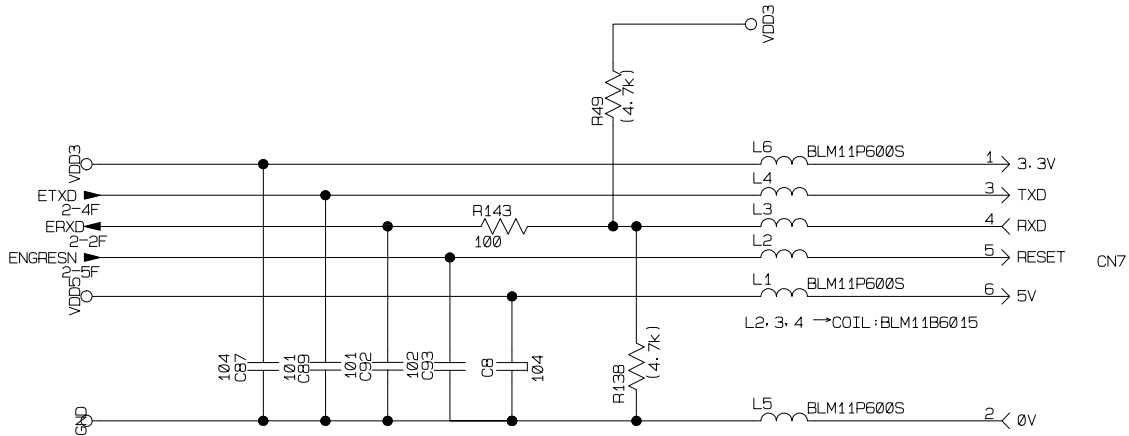 VDD3
R49
(4.7k)
VDD3
L6 BLM11P600S
1 3.3V
ETXD
2-4F
L4
3 TXD
ERXD
2-2F
R143
100
L3
4 RXD
ENGRESN
2-5F
L2
5 RESET
CN7
VDD5
L1 BLM11P600S
6 5V
L2,3,4 →COIL:BLM11B601S
104
C87
101
C89
101
C92
102
C93
C8
104
R138
(4.7k)
GND
L5 BLM11P600S
2 0V